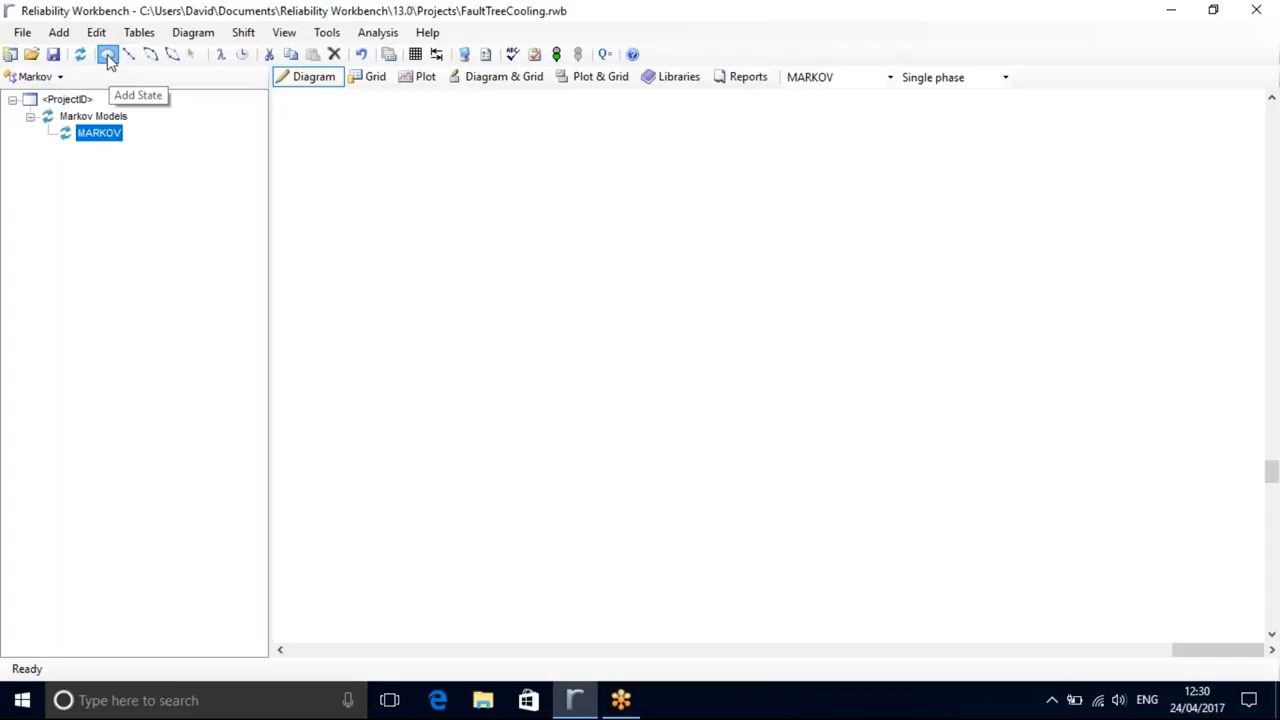 Reliability Workbench - C:\Users\David\Documents\Reliability Workbench\13.0\Projects\FaultTreeCooling.rwb
File Add Edit Tables Diagram Shift View Tools Analysis Help
Markov
Diagram Grid Plot Diagram & Grid Plot & Grid Libraries Reports MARKOV Single phase
Add State
<ProjectID>
Markov Models
MARKOV
Ready
Type here to search
ENG
12:30
24/04/2017